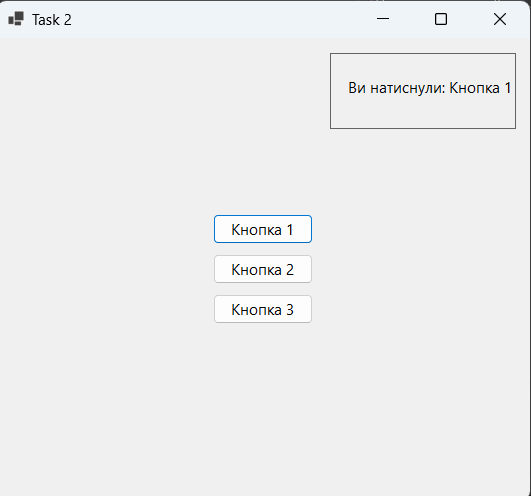 Task 2
Ви натиснули: Кнопка 1
Кнопка 1
Кнопка 2
Кнопка 3